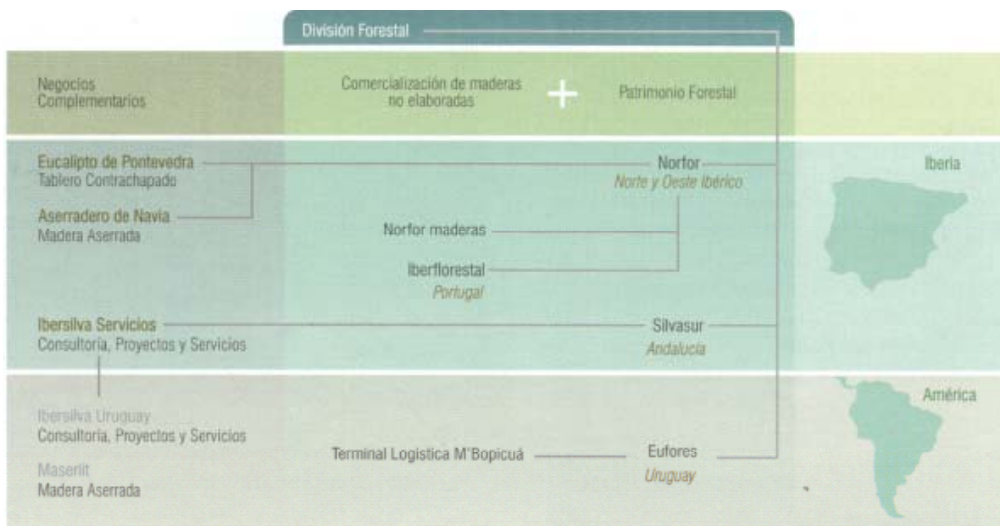 División Forestal
Negocios
Complementarios
Comercialización de maderas
no elaboradas
+
Patrimonio Forestal
Eucalipto de Pontevedra
Tablero Contrachapado
Norfor
Norte y Oeste Ibérico
Iberia
Aserradero de Navia
Madera Aserrada
Norfor maderas
Iberflorestal
Portugal
Ibersilva Servicios
Consultoría, Proyectos y Servicios
Silvasur
Andalucía
América
Ibersilva Uruguay
Consultoría, Proyectos y Servicios
Terminal Logística M'Bopicuá
Eufores
Uruguay
Maserlit
Madera Aserrada